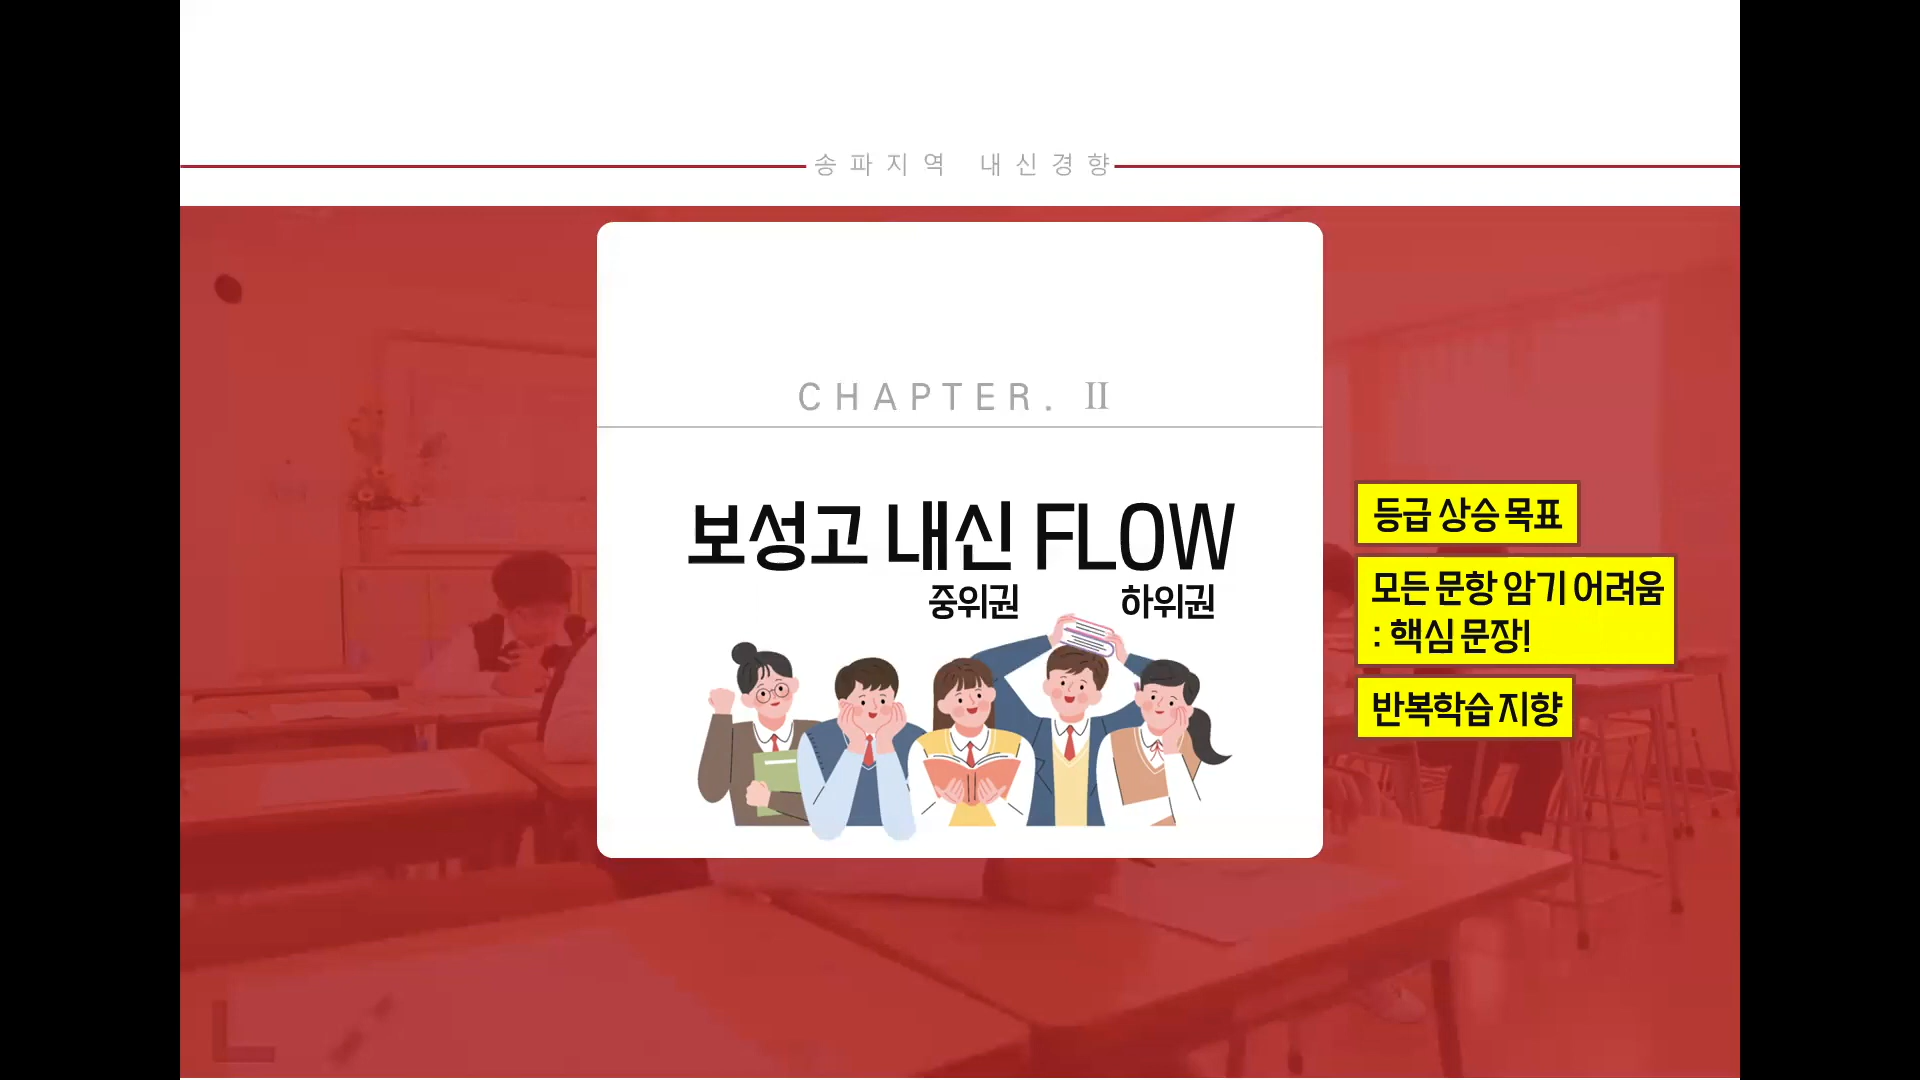 송파지역 내신경향
CHAPTER. Ⅱ
보성고 내신 FLOW
중위권 하위권
등급 상승 목표
모든 문항 암기 어려움
: 핵심 문장!
반복학습 지향